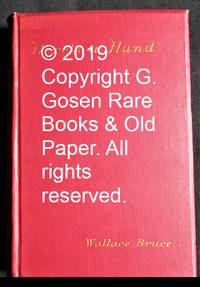 Hand
© 2019
Copyright G.
Gosen Rare
Books & Old
Paper. All
rights
reserved.
Wallace Bruce